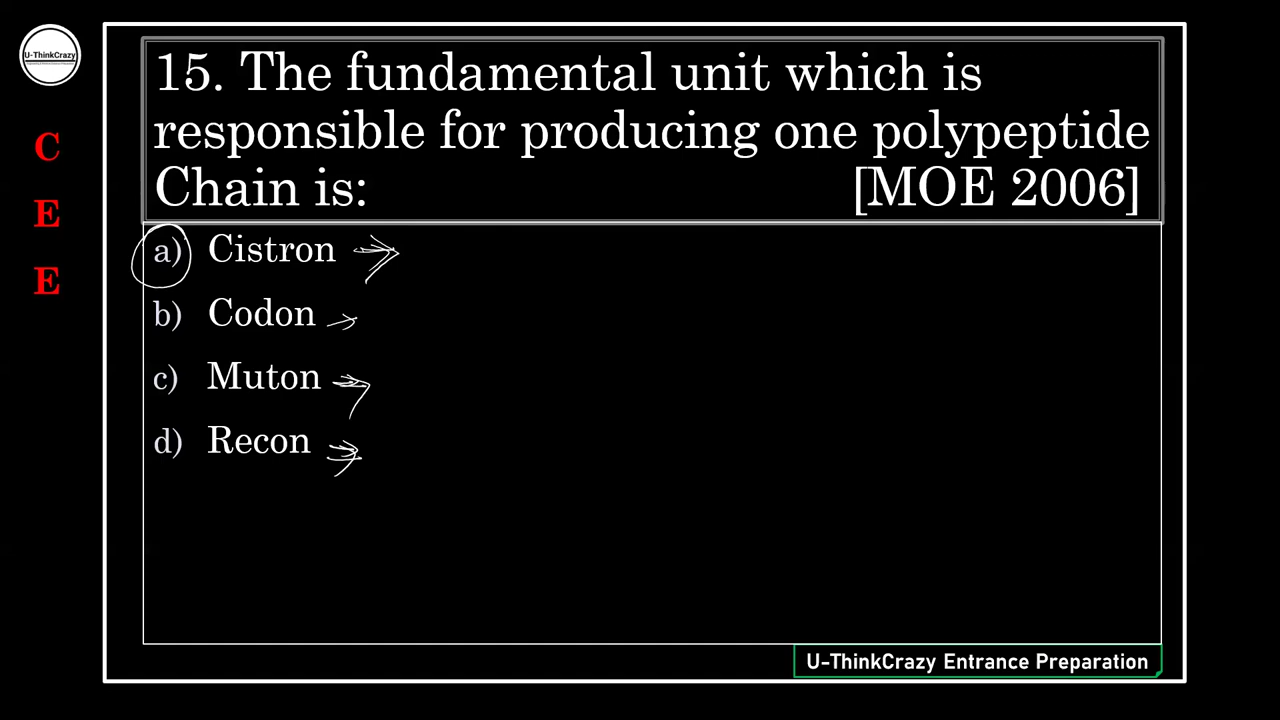 U-ThinkCrazy
C
E
E
15. The fundamental unit which is
responsible for producing one polypeptide
Chain is: [MOE 2006]
a) Cistron
b) Codon
c) Muton
d) Recon
U-ThinkCrazy Entrance Preparation